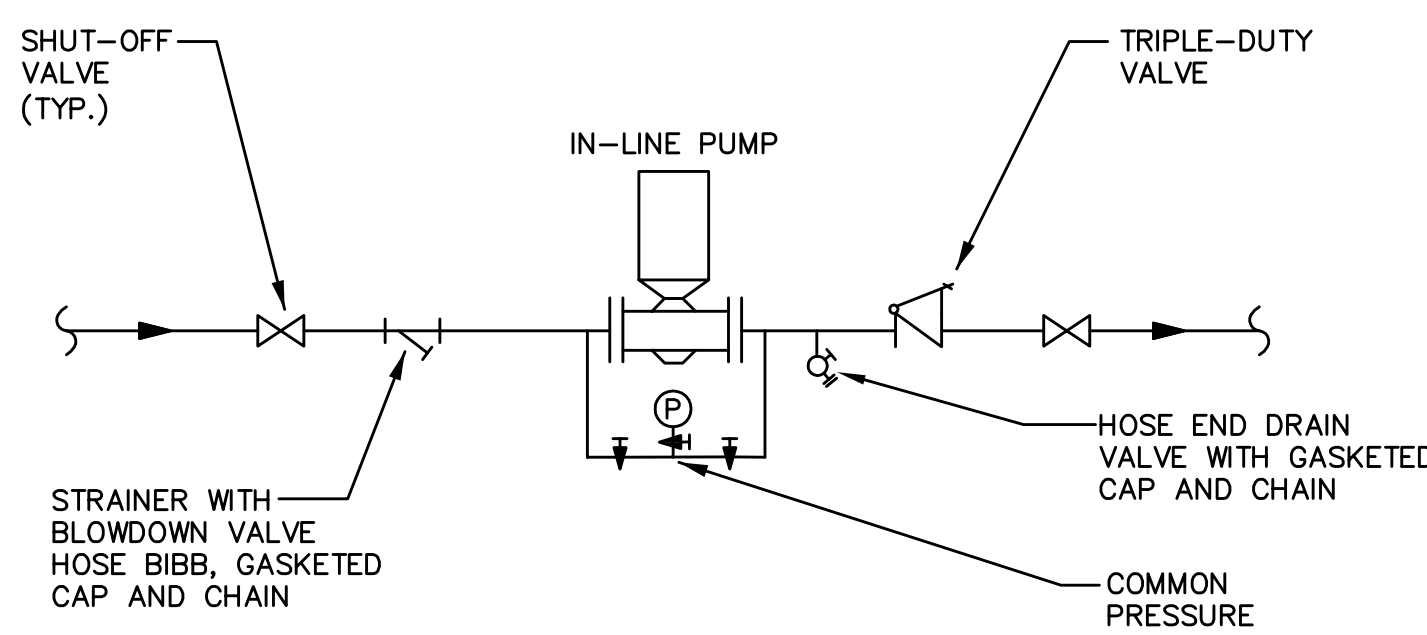 SHUT-OFF
VALVE
(TYP.)
TRIPLE-DUTY
VALVE
IN-LINE PUMP
P
HOSE END DRAIN
VALVE WITH GASKETED
CAP AND CHAIN
STRAINER WITH
BLOWDOWN VALVE
HOSE BIBB, GASKETED
CAP AND CHAIN
COMMON
PRESSURE